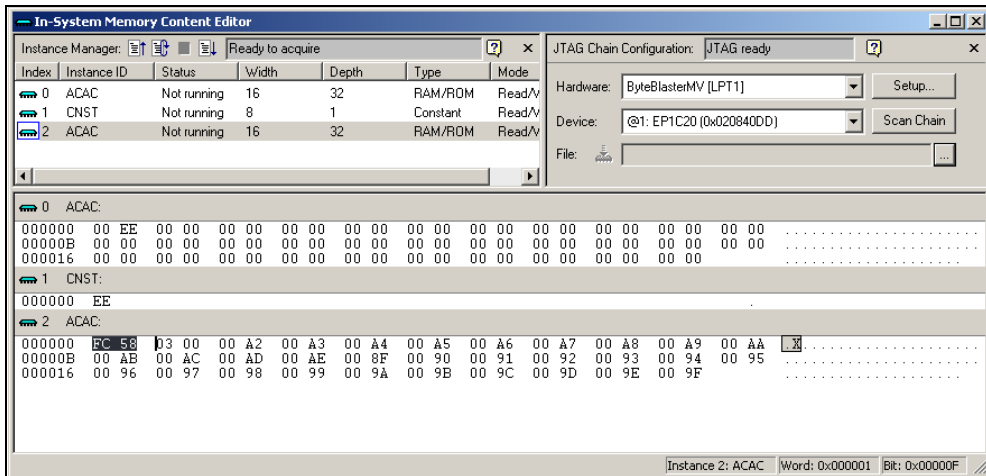 In-System Memory Content Editor
Instance Manager: Ready to acquire
Index Instance ID Status Width Depth Type Mode
0 ACAC Not running 16 32 RAM/ROM Read/W
1 CNST Not running 8 1 Constant Read/W
2 ACAC Not running 16 32 RAM/ROM Read/W
JTAG Chain Configuration: JTAG ready
Hardware: ByteBlasterMV [LPT1] Setup...
Device: @1: EP1C20 (0x020840DD) Scan Chain
File: ...
0 ACAC:
000000 00 EE 00 00 00 00 00 00 00 00 00 00 00 00 00 00 00 00 00 00 00 00 ......................
00000B 00 00 00 00 00 00 00 00 00 00 00 00 00 00 00 00 00 00 00 00 00 00 ......................
000016 00 00 00 00 00 00 00 00 00 00 00 00 00 00 00 00 00 00 00 00 ....................
1 CNST:
000000 EE .
2 ACAC:
000000 FC 58 03 00 00 A2 00 A3 00 A4 00 A5 00 A6 00 A7 00 A8 00 A9 00 AA .X....................
00000B 00 AB 00 AC 00 AD 00 AE 00 8F 00 90 00 91 00 92 00 93 00 94 00 95 ......................
000016 00 96 00 97 00 98 00 99 00 9A 00 9B 00 9C 00 9D 00 9E 00 9F ....................
Instance 2: ACAC Word: 0x000001 Bit: 0x00000F